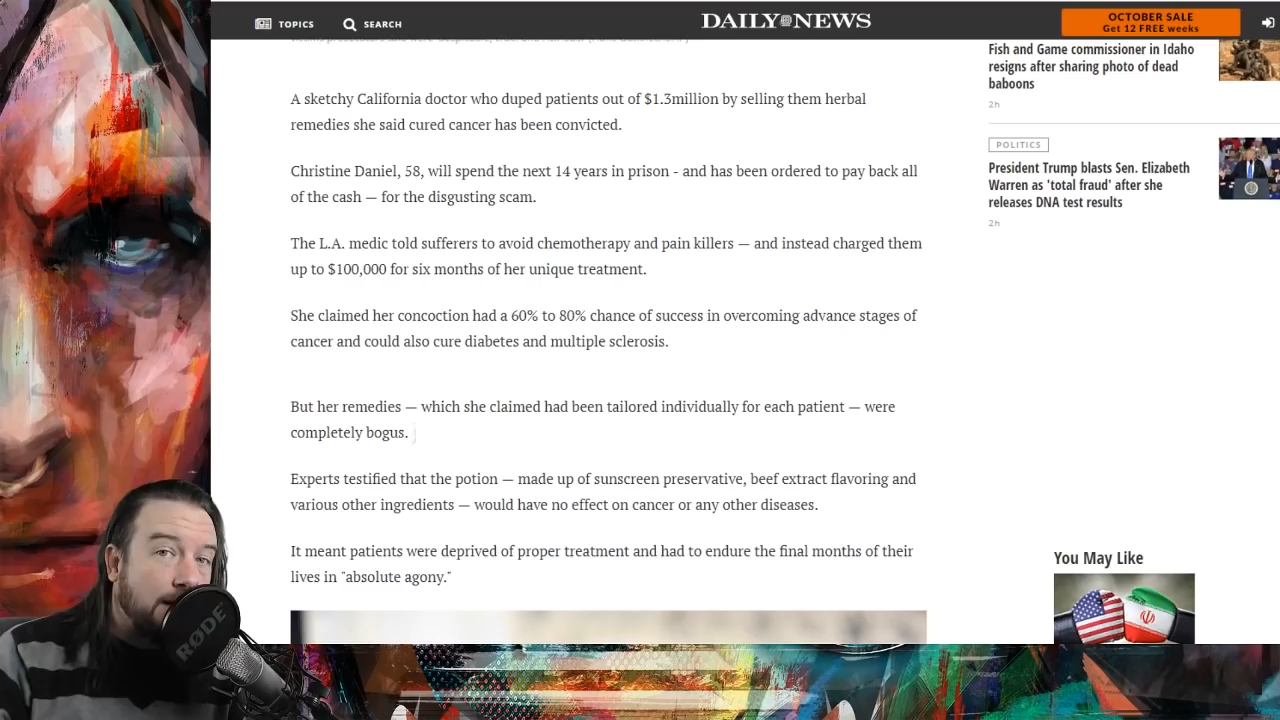 TOPICS
SEARCH
DAILY NEWS
OCTOBER SALE
Get 12 FREE weeks
A sketchy California doctor who duped patients out of $1.3million by selling them herbal
remedies she said cured cancer has been convicted.
Christine Daniel, 58, will spend the next 14 years in prison - and has been ordered to pay back all
of the cash — for the disgusting scam.
The L.A. medic told sufferers to avoid chemotherapy and pain killers — and instead charged them
up to $100,000 for six months of her unique treatment.
She claimed her concoction had a 60% to 80% chance of success in overcoming advance stages of
cancer and could also cure diabetes and multiple sclerosis.
But her remedies — which she claimed had been tailored individually for each patient — were
completely bogus.
Experts testified that the potion — made up of sunscreen preservative, beef extract flavoring and
various other ingredients — would have no effect on cancer or any other diseases.
It meant patients were deprived of proper treatment and had to endure the final months of their
lives in "absolute agony."
Fish and Game commissioner in Idaho
resigns after sharing photo of dead
baboons
2h
POLITICS
President Trump blasts Sen. Elizabeth
Warren as 'total fraud' after she
releases DNA test results
2h
You May Like
RØDE